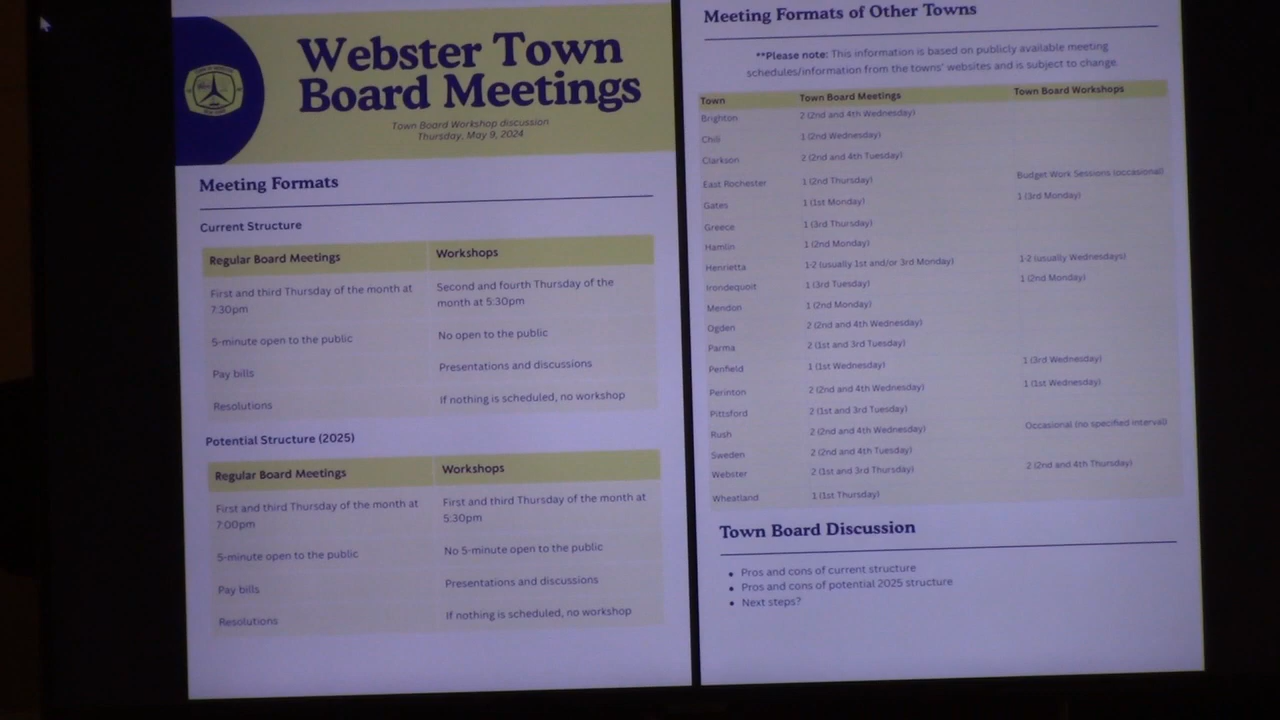 Webster Town
Board Meetings
Town Board Workshop discussion
Thursday, May 9, 2024
Meeting Formats
Current Structure
Regular Board Meetings Workshops
First and third Thursday of the month at 7:30pm Second and fourth Thursday of the month at 5:30pm
5-minute open to the public No open to the public
Pay bills Presentations and discussions
Resolutions If nothing is scheduled, no workshop
Potential Structure (2025)
Regular Board Meetings Workshops
First and third Thursday of the month at 7:00pm First and third Thursday of the month at 5:30pm
5-minute open to the public No 5-minute open to the public
Pay bills Presentations and discussions
Resolutions If nothing is scheduled, no workshop
Meeting Formats of Other Towns
**Please note: This information is based on publicly available meeting
schedules/information from the towns' websites and is subject to change.
Town Town Board Meetings Town Board Workshops
Brighton 2 (2nd and 4th Wednesday)
Chili 1 (2nd Wednesday)
Clarkson 2 (2nd and 4th Tuesday)
East Rochester 1 (2nd Thursday) Budget Work Sessions (occasional)
Gates 1 (1st Monday) 1 (3rd Monday)
Greece 1 (3rd Thursday)
Hamlin 1 (2nd Monday)
Henrietta 1-2 (usually 1st and/or 3rd Monday) 1-2 (usually Wednesdays)
Irondequoit 1 (3rd Tuesday) 1 (2nd Monday)
Mendon 1 (2nd Monday)
Ogden 2 (2nd and 4th Wednesday)
Parma 2 (1st and 3rd Tuesday)
Penfield 1 (1st Wednesday) 1 (3rd Wednesday)
Perinton 2 (2nd and 4th Wednesday) 1 (1st Wednesday)
Pittsford 2 (1st and 3rd Tuesday)
Rush 2 (2nd and 4th Wednesday) Occasional (no specified interval)
Sweden 2 (2nd and 4th Tuesday)
Webster 2 (1st and 3rd Thursday) 2 (2nd and 4th Thursday)
Wheatland 1 (1st Thursday)
Town Board Discussion
• Pros and cons of current structure
• Pros and cons of potential 2025 structure
• Next steps?